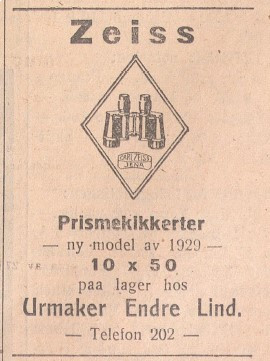 Zeiss
CARL ZEISS
JENA
Prismekikkerter
— ny model av 1929 —
10 x 50
paa lager hos
Urmaker Endre Lind.
— Telefon 202 —